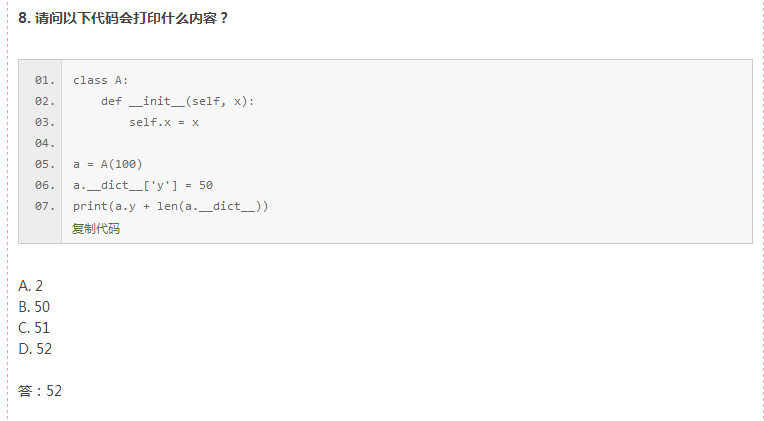 8. 请问以下代码会打印什么内容？
01. class A:
02.     def __init__(self, x):
03.         self.x = x
04.
05. a = A(100)
06. a.__dict__['y'] = 50
07. print(a.y + len(a.__dict__))
复制代码
A. 2
B. 50
C. 51
D. 52
答：52